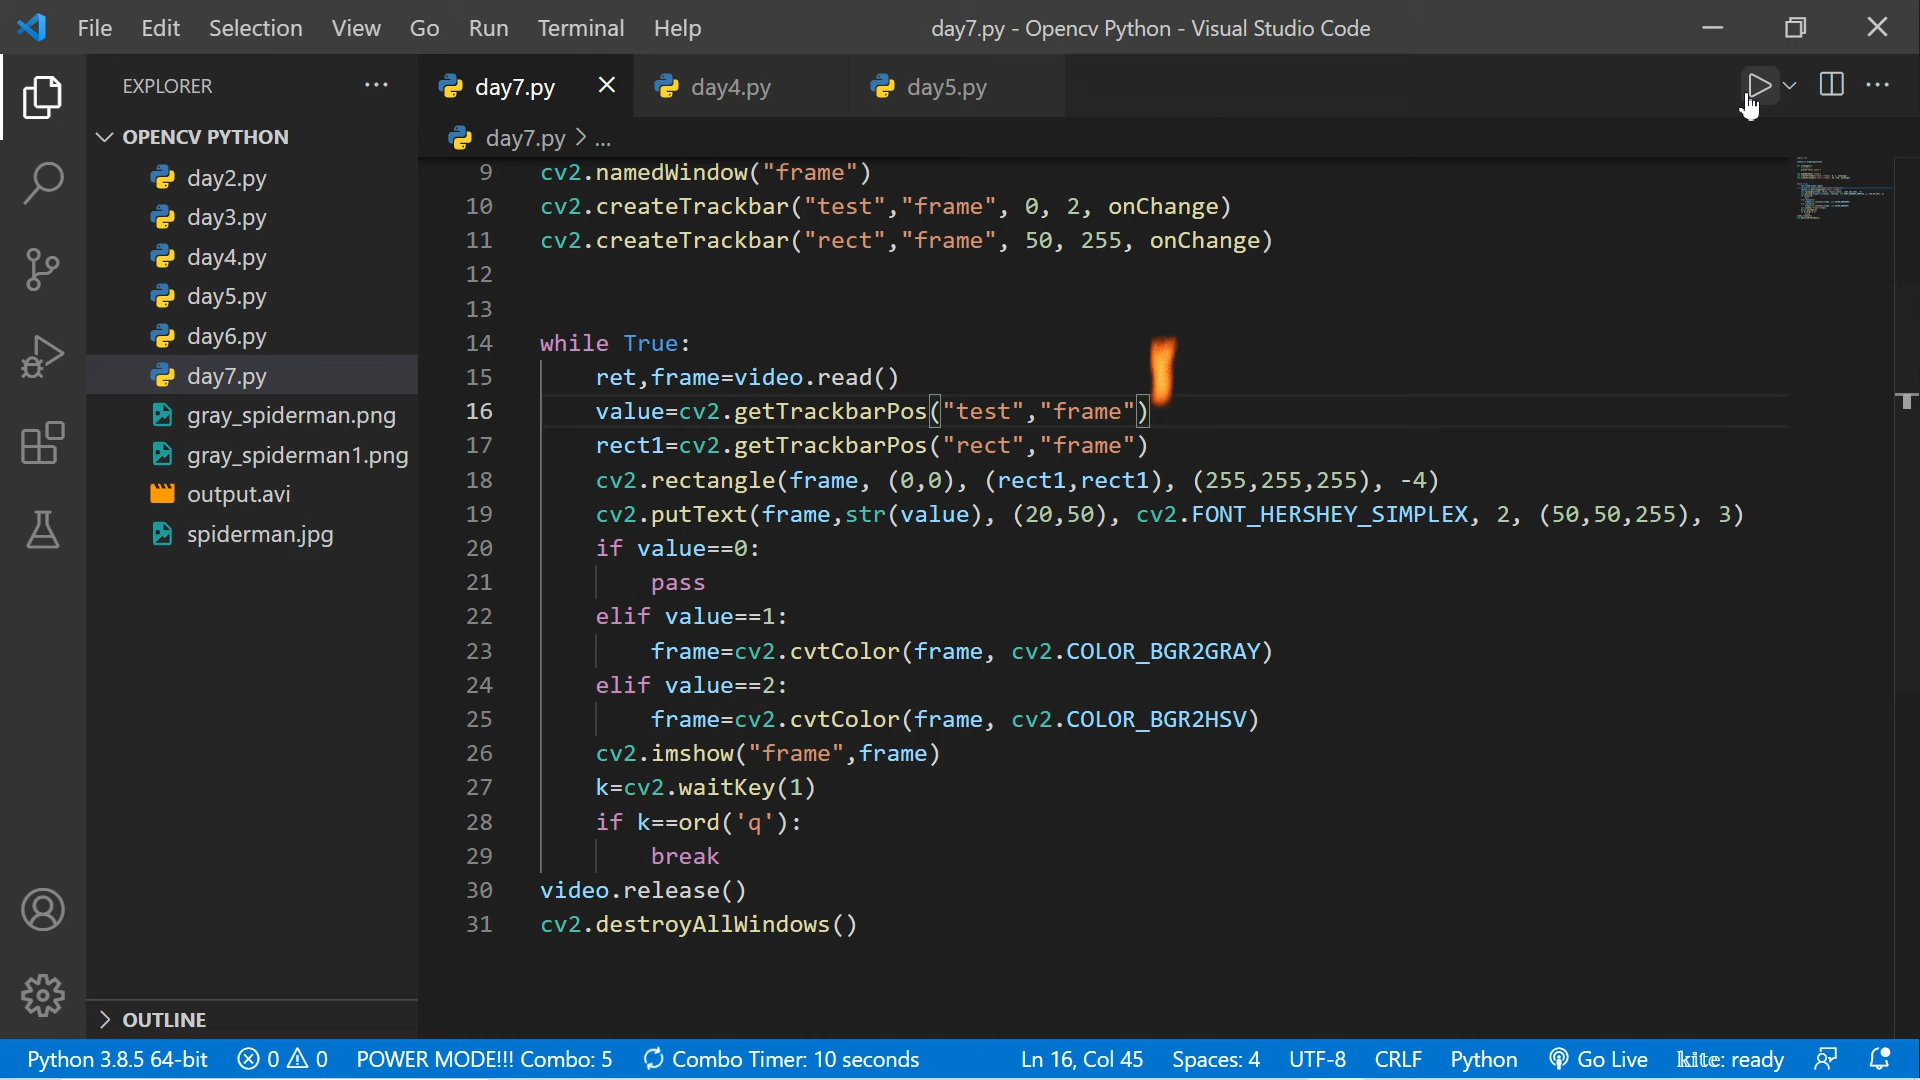 File Edit Selection View Go Run Terminal Help
day7.py - Opencv Python - Visual Studio Code
EXPLORER
OPENCV PYTHON
day2.py
day3.py
day4.py
day5.py
day6.py
day7.py
gray_spiderman.png
gray_spiderman1.png
output.avi
spiderman.jpg
OUTLINE
day7.py day4.py day5.py
day7.py > ...
9 cv2.namedWindow("frame")
10 cv2.createTrackbar("test","frame", 0, 2, onChange)
11 cv2.createTrackbar("rect","frame", 50, 255, onChange)
12
13
14 while True:
15 ret,frame=video.read()
16 value=cv2.getTrackbarPos("test","frame")
17 rect1=cv2.getTrackbarPos("rect","frame")
18 cv2.rectangle(frame, (0,0), (rect1,rect1), (255,255,255), -4)
19 cv2.putText(frame,str(value), (20,50), cv2.FONT_HERSHEY_SIMPLEX, 2, (50,50,255), 3)
20 if value==0:
21 pass
22 elif value==1:
23 frame=cv2.cvtColor(frame, cv2.COLOR_BGR2GRAY)
24 elif value==2:
25 frame=cv2.cvtColor(frame, cv2.COLOR_BGR2HSV)
26 cv2.imshow("frame",frame)
27 k=cv2.waitKey(1)
28 if k==ord('q'):
29 break
30 video.release()
31 cv2.destroyAllWindows()
Python 3.8.5 64-bit 0 0 POWER MODE!!! Combo: 5 Combo Timer: 10 seconds Ln 16, Col 45 Spaces: 4 UTF-8 CRLF Python Go Live kite: ready